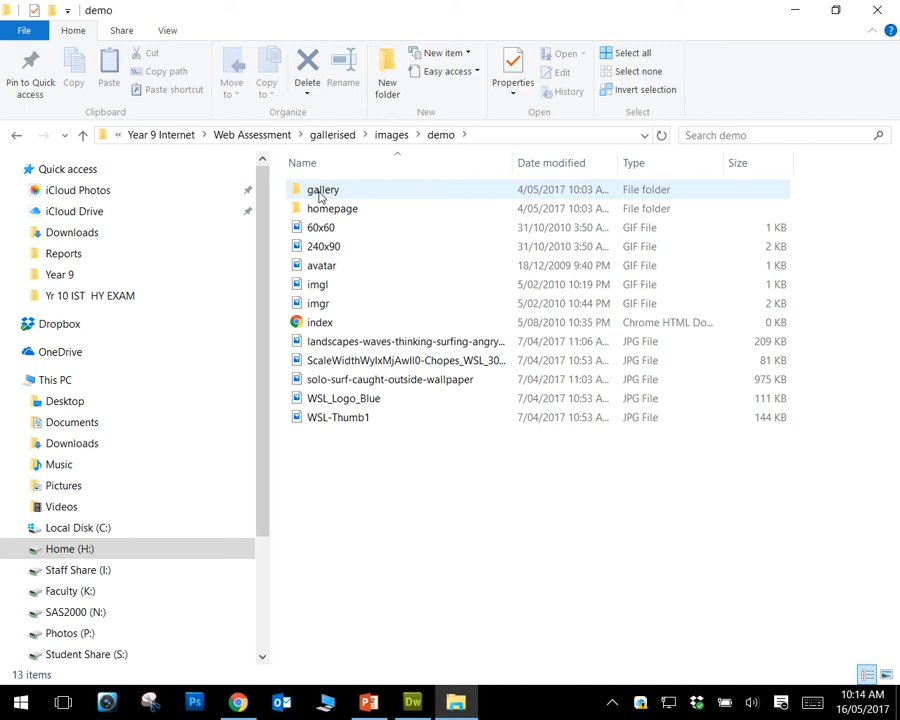 demo
File Home Share View
Pin to Quick access
Copy
Paste
Cut
Copy path
Paste shortcut
Clipboard
Move to
Copy to
Delete
Rename
Organize
New folder
New item
Easy access
New
Properties
Open
Edit
History
Open
Select all
Select none
Invert selection
Select
« Year 9 Internet > Web Assessment > gallerised > images > demo >
Search demo
Quick access
iCloud Photos
iCloud Drive
Downloads
Reports
Year 9
Yr 10 IST HY EXAM
Dropbox
OneDrive
This PC
Desktop
Documents
Downloads
Music
Pictures
Videos
Local Disk (C:)
Home (H:)
Staff Share (I:)
Faculty (K:)
SAS2000 (N:)
Photos (P:)
Student Share (S:)
Name Date modified Type Size
gallery 4/05/2017 10:03 A... File folder
homepage 4/05/2017 10:03 A... File folder
60x60 31/10/2010 3:50 A... GIF File 1 KB
240x90 31/10/2010 3:50 A... GIF File 2 KB
avatar 18/12/2009 9:40 PM GIF File 1 KB
imgl 5/02/2010 10:19 PM GIF File 1 KB
imgr 5/02/2010 10:44 PM GIF File 2 KB
index 5/08/2010 10:35 PM Chrome HTML Do... 0 KB
landscapes-waves-thinking-surfing-angry... 7/04/2017 11:06 A... JPG File 209 KB
ScaleWidthWyIxMjAwIl0-Chopes_WSL_30... 7/04/2017 10:53 A... JPG File 81 KB
solo-surf-caught-outside-wallpaper 7/04/2017 11:03 A... JPG File 975 KB
WSL_Logo_Blue 7/04/2017 10:53 A... JPG File 111 KB
WSL-Thumb1 7/04/2017 10:53 A... JPG File 144 KB
13 items
Ps
Dw
10:14 AM
16/05/2017